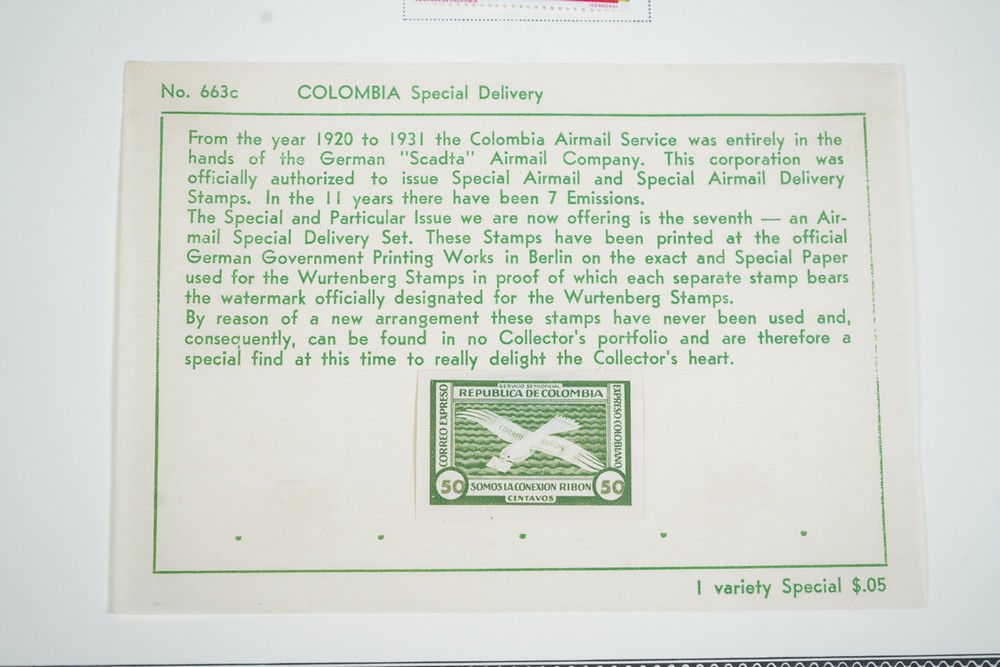 No. 663c COLOMBIA Special Delivery
From the year 1920 to 1931 the Colombia Airmail Service was entirely in the
hands of the German "Scadta" Airmail Company. This corporation was
officially authorized to issue Special Airmail and Special Airmail Delivery
Stamps. In the 11 years there have been 7 Emissions.
The Special and Particular Issue we are now offering is the seventh — an Air-
mail Special Delivery Set. These Stamps have been printed at the official
German Government Printing Works in Berlin on the exact and Special Paper
used for the Wurtenberg Stamps in proof of which each separate stamp bears
the watermark officially designated for the Wurtenberg Stamps.
By reason of a new arrangement these stamps have never been used and,
consequently, can be found in no Collector's portfolio and are therefore a
special find at this time to really delight the Collector's heart.
SERVICIO SEMIOFICIAL
REPUBLICA DE COLOMBIA
CORREO EXPRESO
EXPRESO COLOBIANO
RIBON
50 SOMOS LA CONEXION RIBON 50
CENTAVOS
1 variety Special $.05